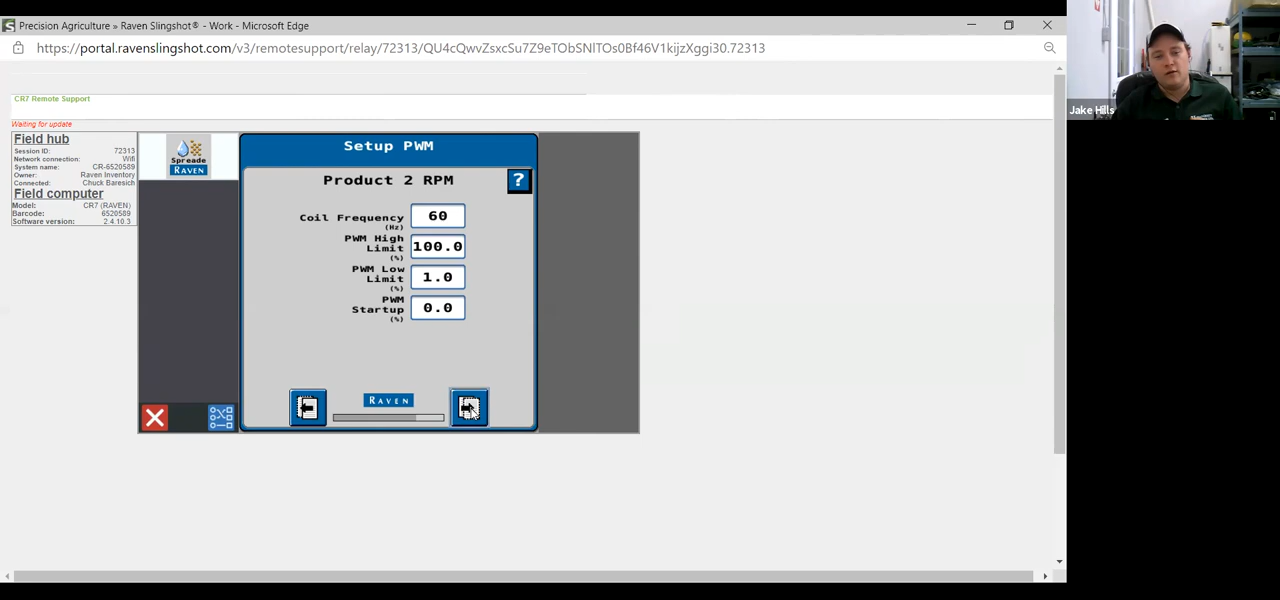 Precision Agriculture » Raven Slingshot® - Work - Microsoft Edge
https://portal.ravenslingshot.com/v3/remotesupport/relay/72313/QU4cQwvZsxcSu7Z9eTObSNlTOs0Bf46V1kijzXggi30.72313
Jake Hills
CR7 Remote Support
Waiting for update
Field hub
Session ID: 72313
Network connection: Wifi
System name: CR-6520589
Owner: Raven Inventory
Connected: Chuck Baresich
Field computer
Model: CR7 (RAVEN)
Barcode: 6520589
Software version: 2.4.10.3
Spreade
RAVEN
Setup PWM
Product 2 RPM
?
Coil Frequency (Hz) 60
PWM High Limit (%) 100.0
PWM Low Limit (%) 1.0
PWM Startup (%) 0.0
RAVEN